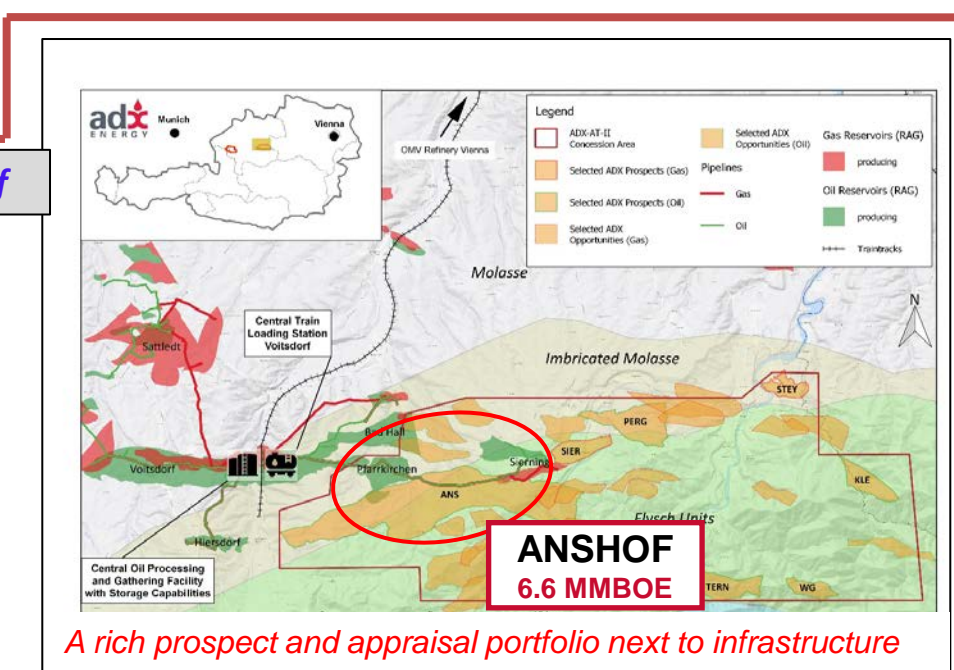 f
adx
ENERGY
Munich
Vienna
OMV Refinery Vienna
Legend
ADX-AT-II
Concession Area
Selected ADX Prospects (Gas)
Selected ADX Prospects (Oil)
Selected ADX
Opportunities (Gas)
Selected ADX
Opportunities (Oil)
Pipelines
Gas
Oil
Gas Reservoirs (RAG)
producing
Oil Reservoirs (RAG)
producing
Traintracks
Molasse
N
Central Train
Loading Station
Voitsdorf
Sattledt
Imbricated Molasse
STEY
PERG
Bad Hall
SIER
Sierning
Voitsdorf
Pfarrkirchen
ANS
KLE
Flysch Units
Hiersdorf
ANSHOF
6.6 MMBOE
Central Oil Processing
and Gathering Facility
with Storage Capabilities
TERN
WG
A rich prospect and appraisal portfolio next to infrastructure